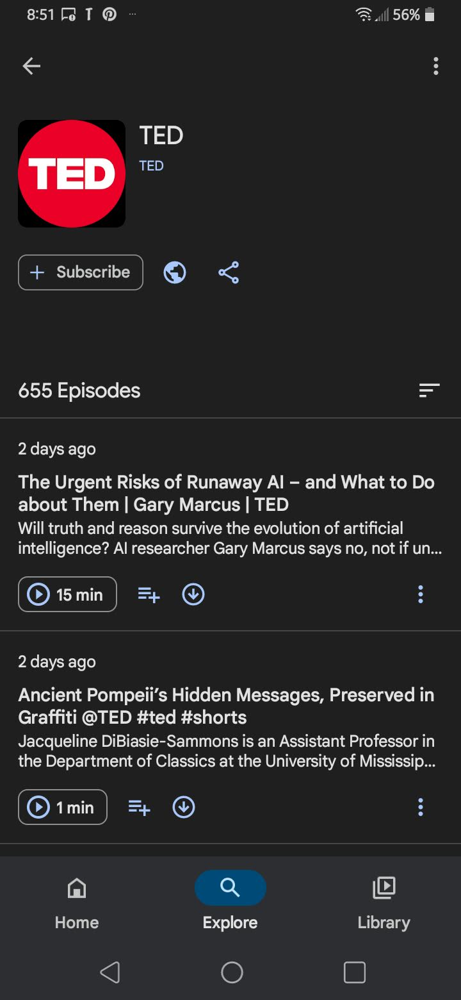 8:51
56%
TED
TED
TED
Subscribe
655 Episodes
2 days ago
The Urgent Risks of Runaway AI – and What to Do
about Them | Gary Marcus | TED
Will truth and reason survive the evolution of artificial
intelligence? AI researcher Gary Marcus says no, not if un...
15 min
2 days ago
Ancient Pompeii’s Hidden Messages, Preserved in
Graffiti @TED #ted #shorts
Jacqueline DiBiasie-Sammons is an Assistant Professor in
the Department of Classics at the University of Mississip...
1 min
Home
Explore
Library